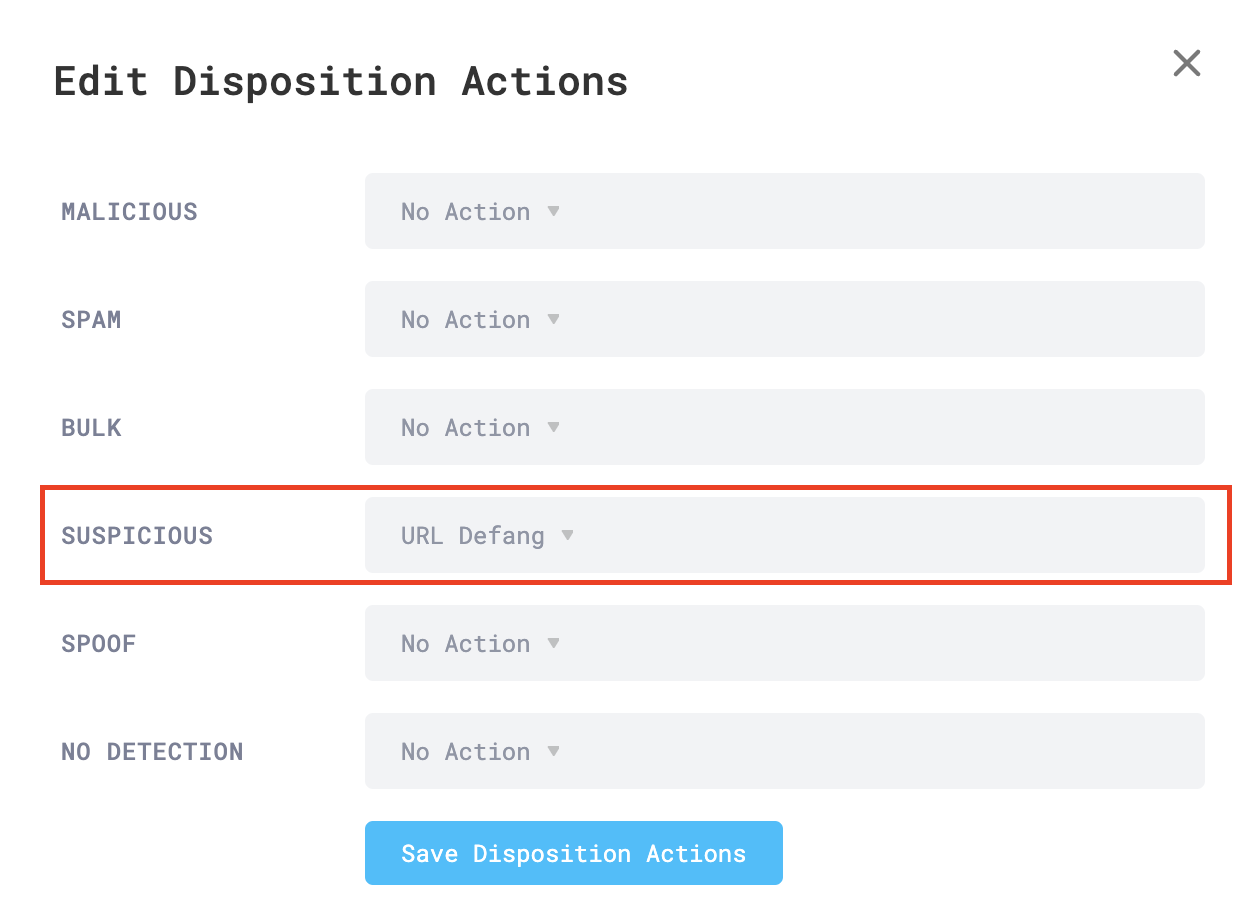 Edit Disposition Actions
MALICIOUS No Action
SPAM No Action
BULK No Action
SUSPICIOUS URL Defang
SPOOF No Action
NO DETECTION No Action
Save Disposition Actions